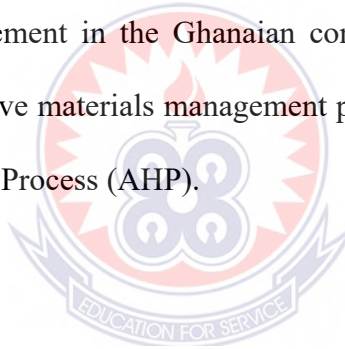 ement in the Ghanaian con
ve materials management p
Process (AHP).
EDUCATION FOR SERVICE